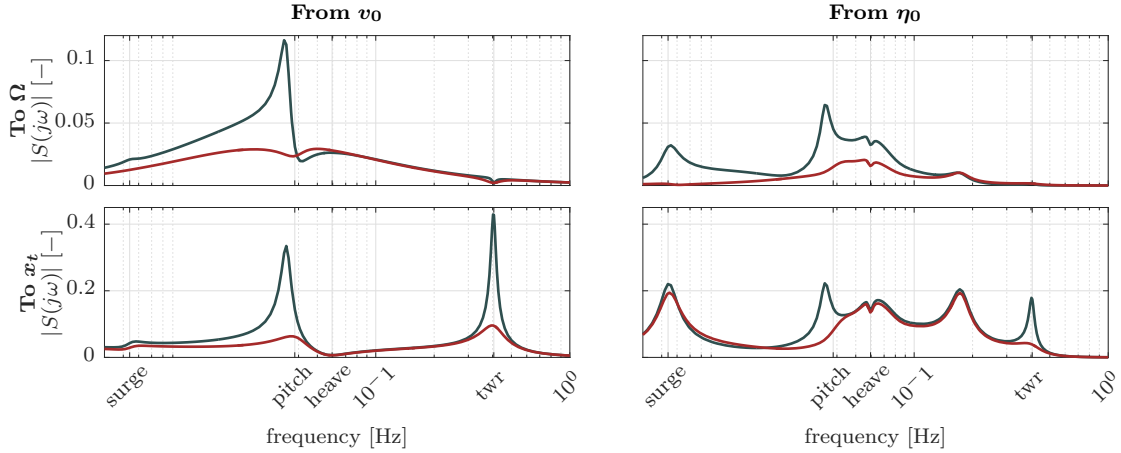 From v₀
From η₀
To Ω
|S(jω)| [−]
0.1
0.05
0
To xₜ
|S(jω)| [−]
0.4
0.2
0
surge
pitch
heave
10⁻¹
twr
10⁰
surge
pitch
heave
10⁻¹
twr
10⁰
frequency [Hz]
frequency [Hz]